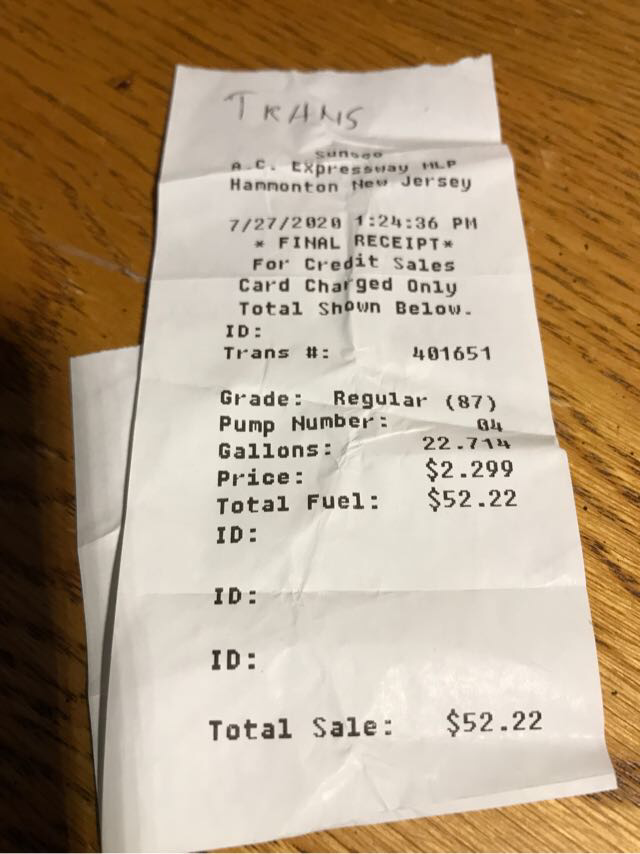 TRANS
Sunoco
A.C. Expressway MLP
Hammonton New Jersey
7/27/2020 1:24:36 PM
* FINAL RECEIPT*
For Credit Sales
Card Charged Only
Total Shown Below.
ID:
Trans #: 401651
Grade: Regular (87)
Pump Number: 04
Gallons: 22.714
Price: $2.299
Total Fuel: $52.22
ID:
ID:
ID:
Total Sale: $52.22